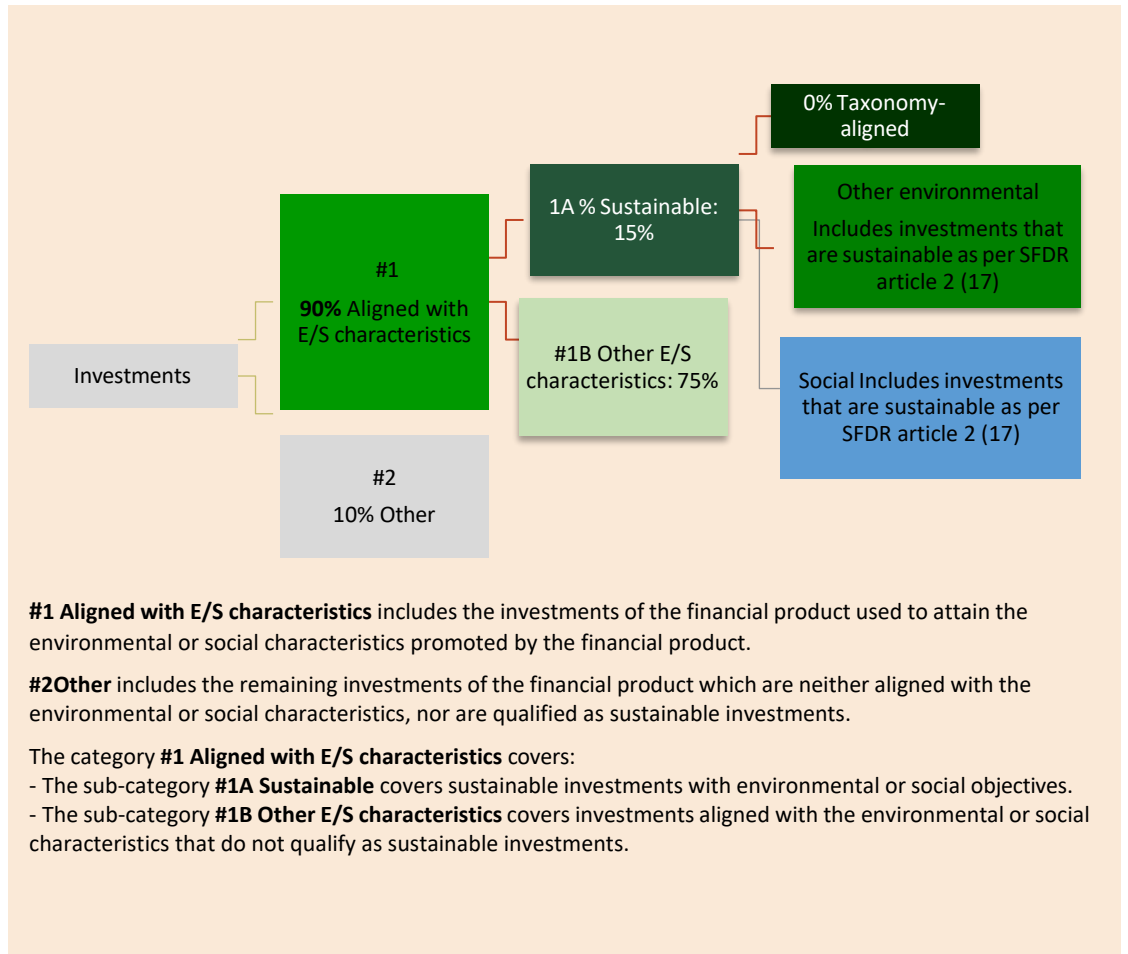 0% Taxonomy-
aligned
Other environmental
Includes investments that
are sustainable as per SFDR
article 2 (17)
1A % Sustainable:
15%
#1
90% Aligned with
E/S characteristics
#1B Other E/S
characteristics: 75%
Investments
Social Includes investments
that are sustainable as per
SFDR article 2 (17)
#2
10% Other
#1 Aligned with E/S characteristics includes the investments of the financial product used to attain the
environmental or social characteristics promoted by the financial product.
#2Other includes the remaining investments of the financial product which are neither aligned with the
environmental or social characteristics, nor are qualified as sustainable investments.
The category #1 Aligned with E/S characteristics covers:
- The sub-category #1A Sustainable covers sustainable investments with environmental or social objectives.
- The sub-category #1B Other E/S characteristics covers investments aligned with the environmental or social
characteristics that do not qualify as sustainable investments.